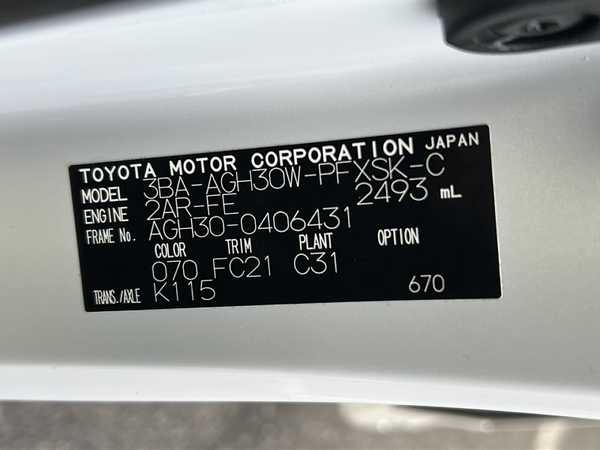 TOYOTA MOTOR CORPORATION JAPAN
MODEL 3BA-AGH30W-PFXSK-C
ENGINE 2AR-FE 2493 mL
FRAME No. AGH30-0406431
COLOR TRIM PLANT OPTION
070 FC21 C31
TRANS./AXLE K115 670